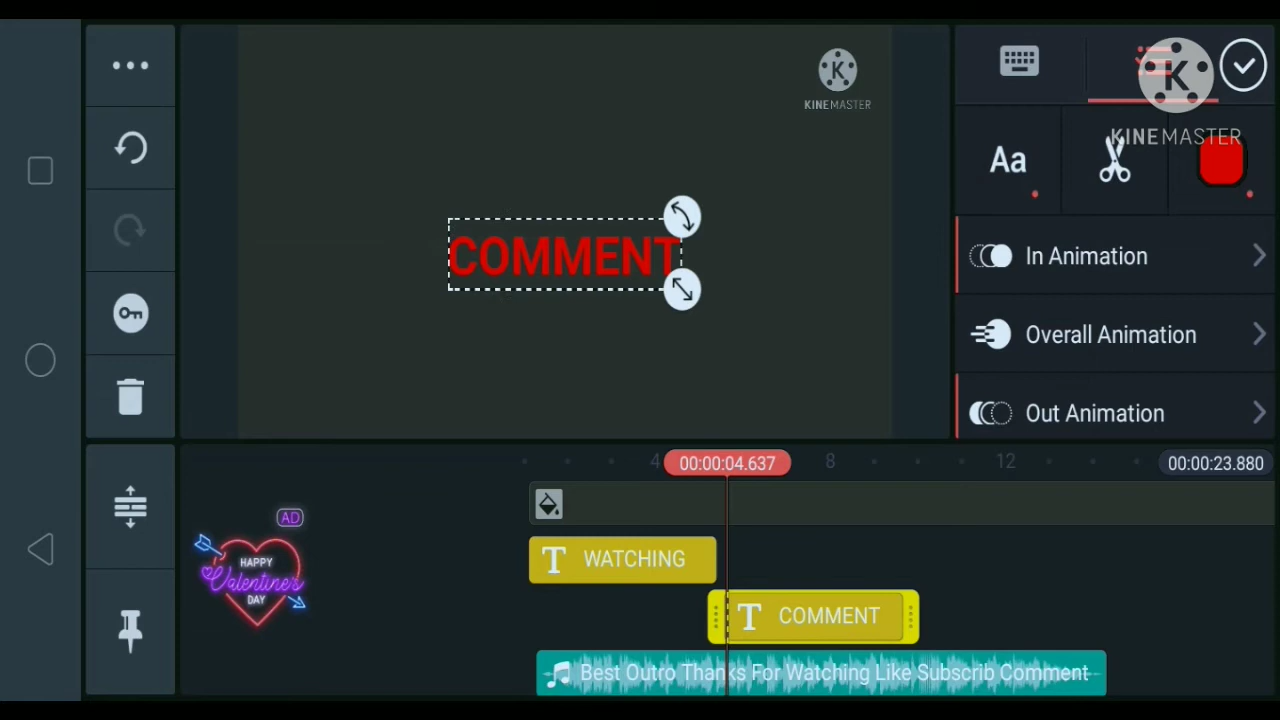 KINEMASTER
KINEMASTER
Aa
COMMENT
In Animation
Overall Animation
Out Animation
4
00:00:04.637
8
12
00:00:23.880
AD
HAPPY
Valentine's
DAY
T WATCHING
T COMMENT
Best Outro Thanks For Watching Like Subscrib Comment